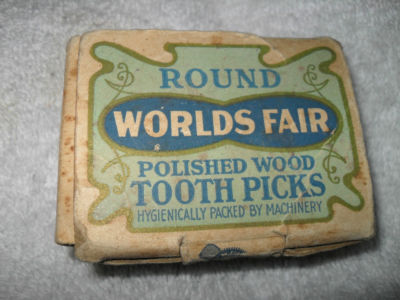 ROUND
WORLDS FAIR
POLISHED WOOD
TOOTH PICKS
HYGIENICALLY PACKED BY MACHINERY